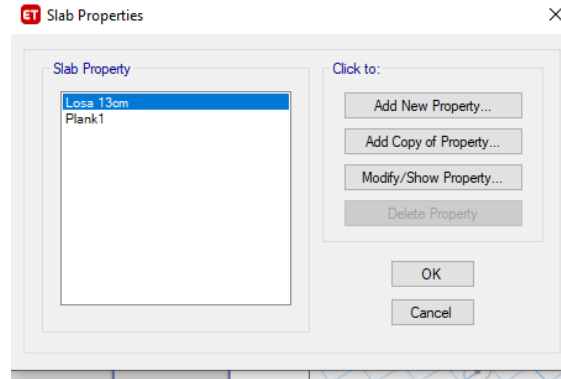 ET Slab Properties
Slab Property
Losa 13cm
Plank1
Click to:
Add New Property...
Add Copy of Property...
Modify/Show Property...
Delete Property
OK
Cancel